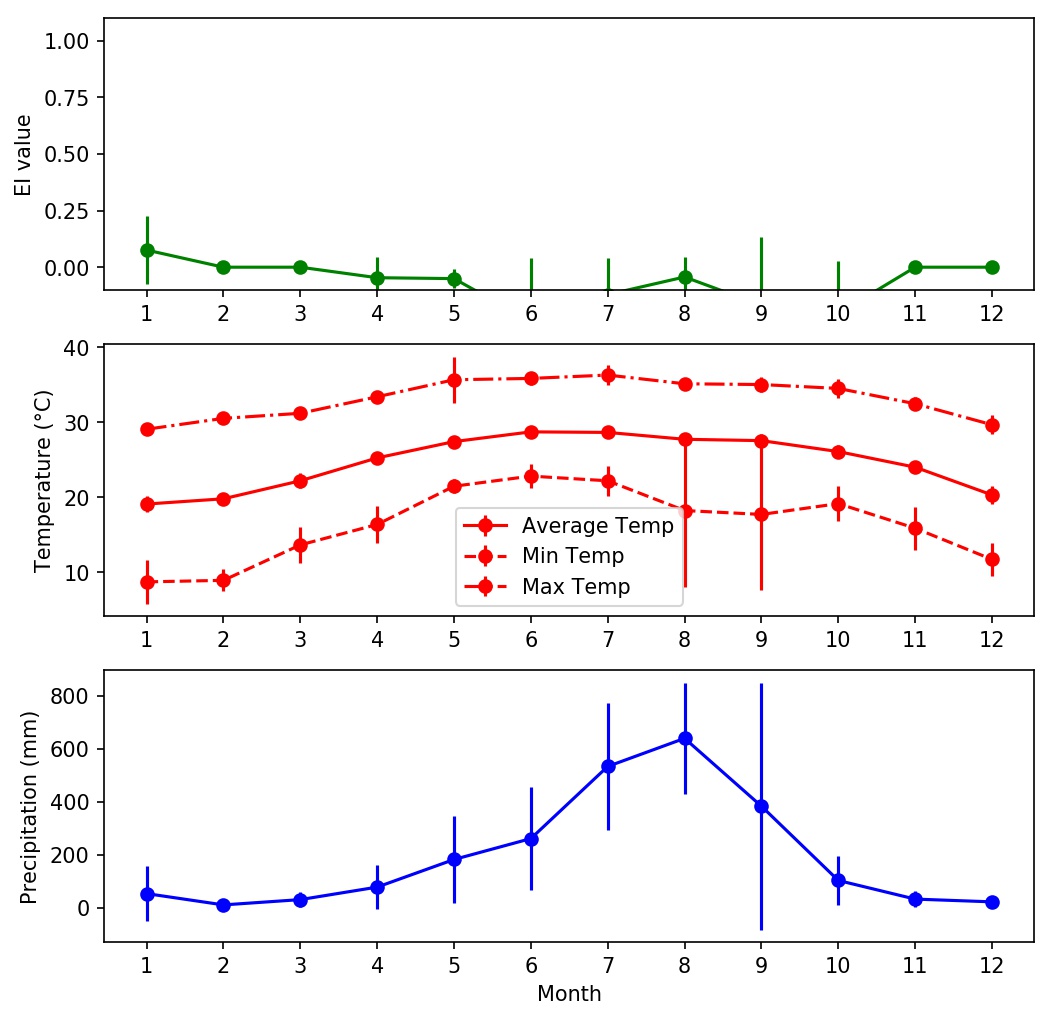 1.00
0.75
0.50
0.25
0.00
EI value
1 2 3 4 5 6 7 8 9 10 11 12
40
30
20
10
Temperature (°C)
Average Temp
Min Temp
Max Temp
1 2 3 4 5 6 7 8 9 10 11 12
800
600
400
200
0
Precipitation (mm)
1 2 3 4 5 6 7 8 9 10 11 12
Month